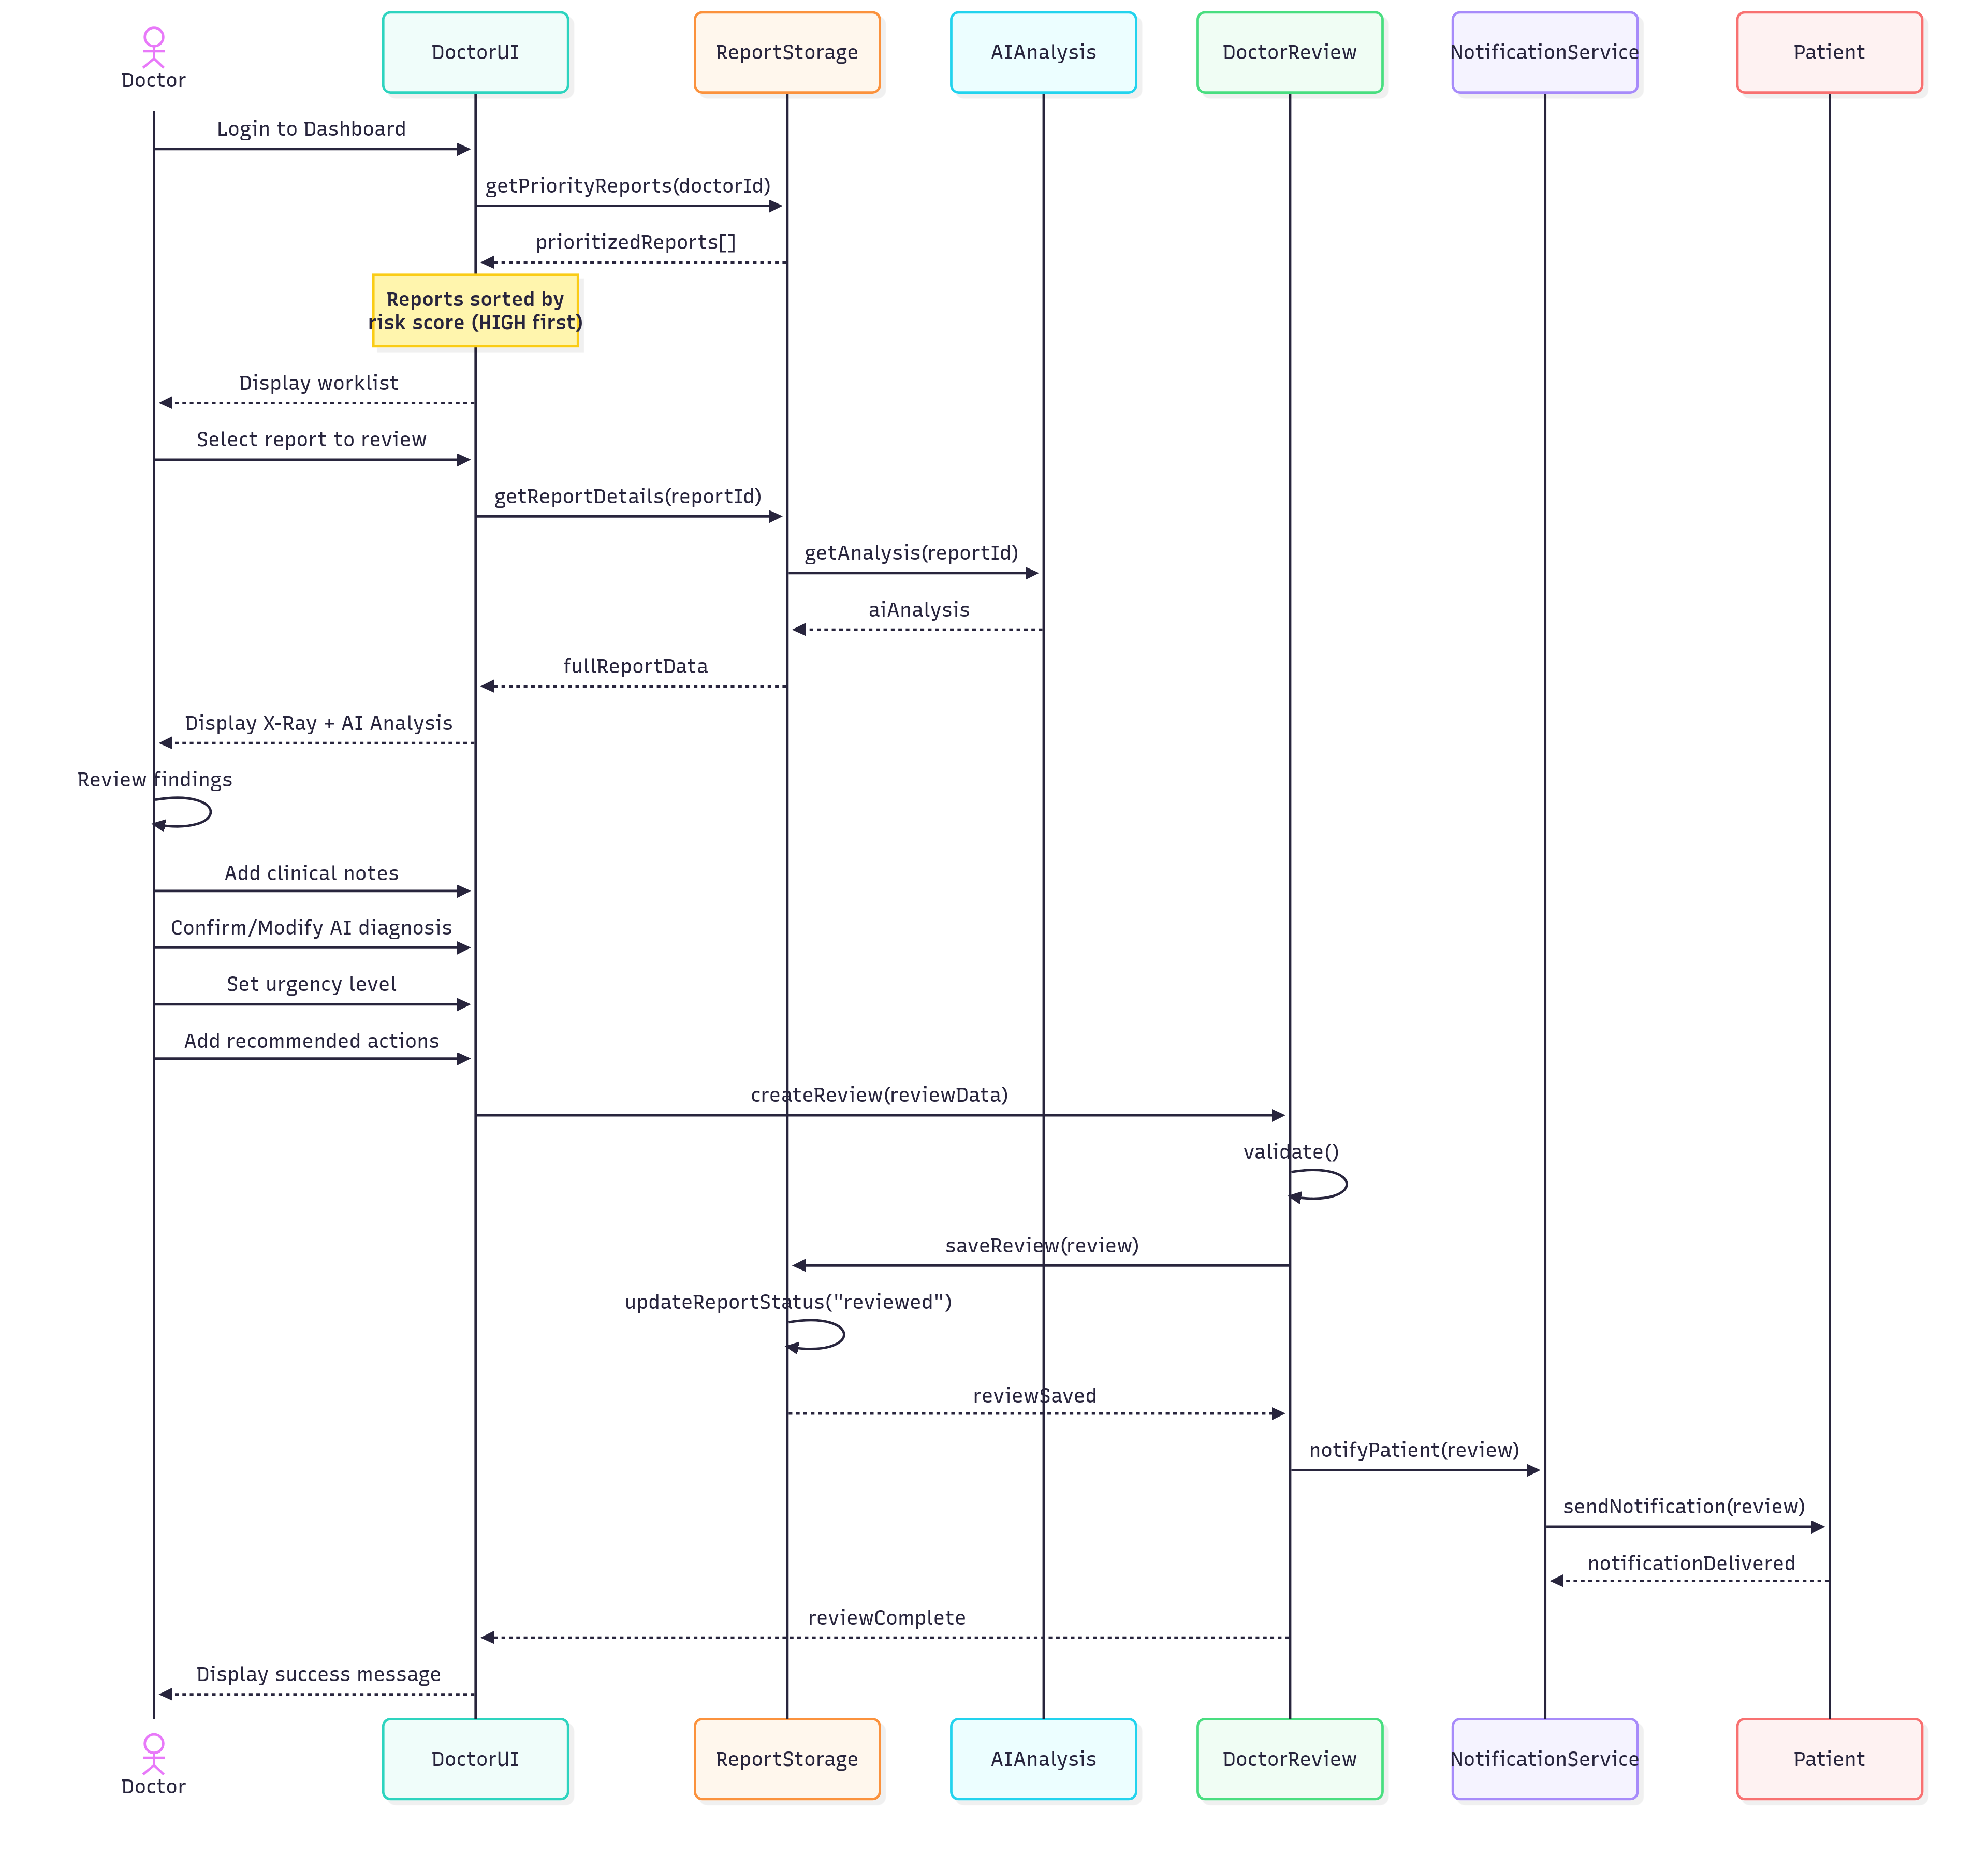 Doctor
DoctorUI
ReportStorage
AIAnalysis
DoctorReview
NotificationService
Patient
Login to Dashboard
getPriorityReports(doctorId)
prioritizedReports[]
Reports sorted by
risk score (HIGH first)
Display worklist
Select report to review
getReportDetails(reportId)
getAnalysis(reportId)
aiAnalysis
fullReportData
Display X-Ray + AI Analysis
Review findings
Add clinical notes
Confirm/Modify AI diagnosis
Set urgency level
Add recommended actions
createReview(reviewData)
validate()
saveReview(review)
updateReportStatus("reviewed")
reviewSaved
notifyPatient(review)
sendNotification(review)
notificationDelivered
reviewComplete
Display success message
Doctor
DoctorUI
ReportStorage
AIAnalysis
DoctorReview
NotificationService
Patient